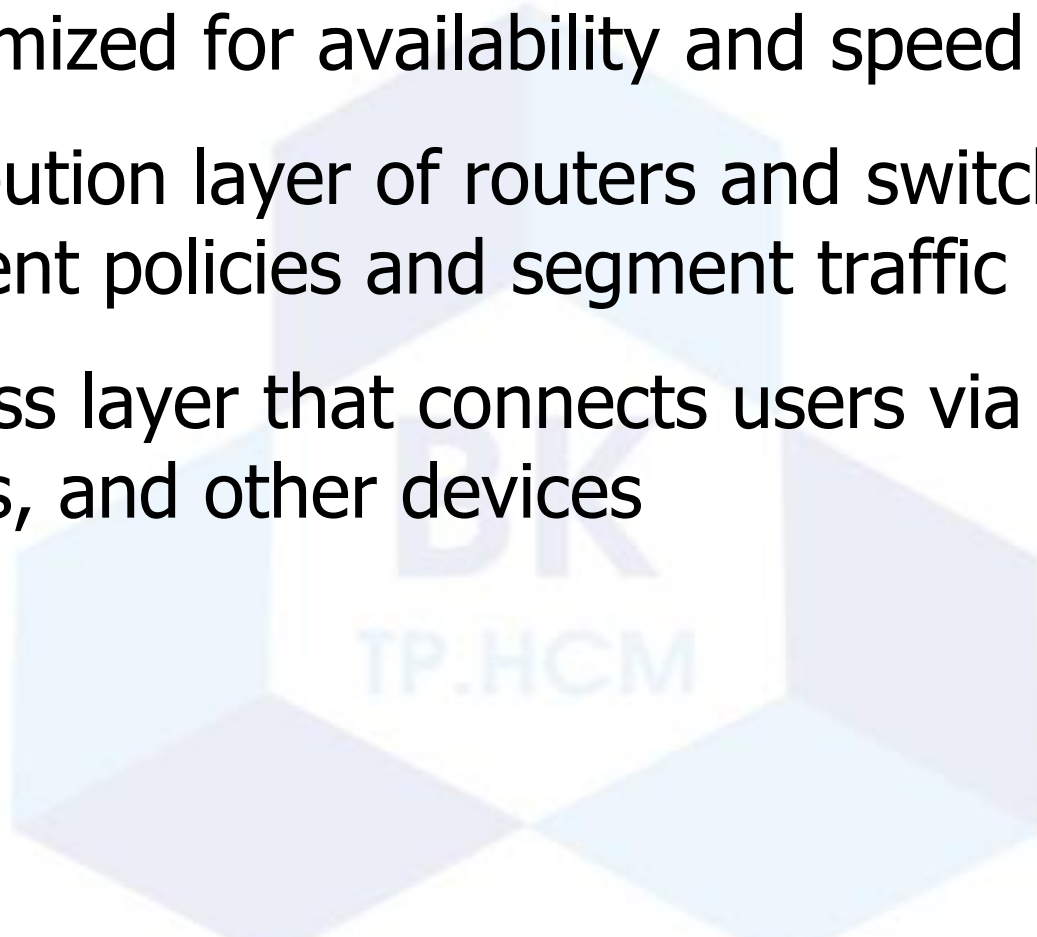 mized for availability and speed
ution layer of routers and switc
ent policies and segment traffic
ss layer that connects users via
s, and other devices
BK
TP.HCM